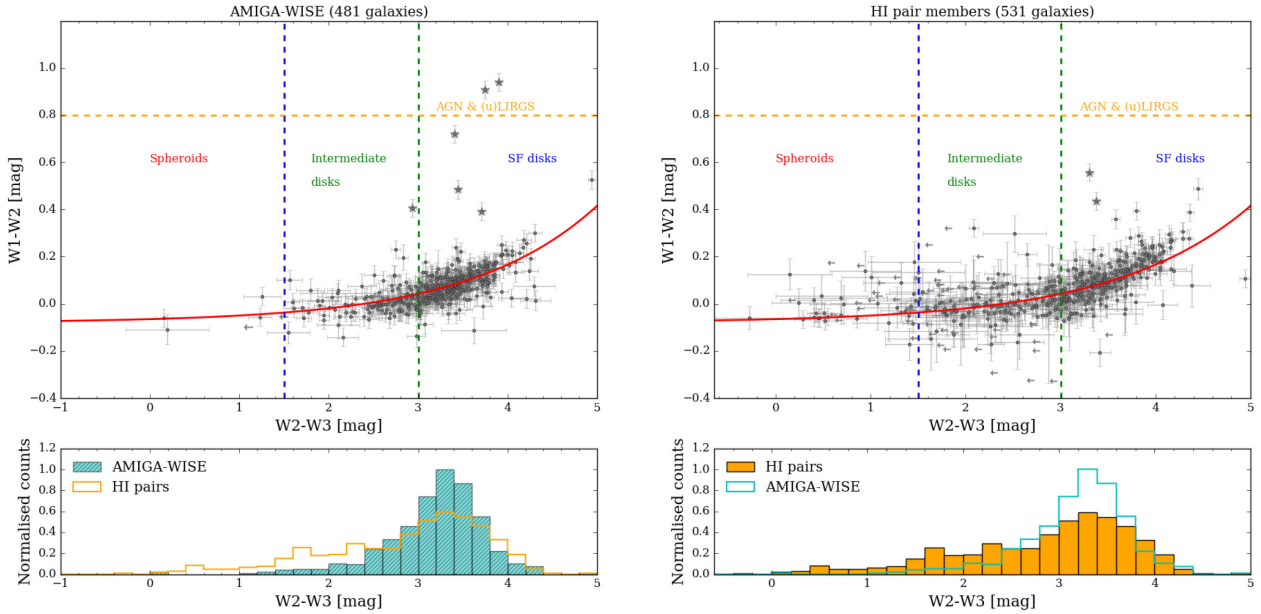 AMIGA-WISE (481 galaxies)
W1-W2 [mag]
1.0
0.8
0.6
0.4
0.2
0.0
−0.2
−0.4
AGN & (u)LIRGS
Spheroids
Intermediate
disks
SF disks
−1 0 1 2 3 4 5
W2-W3 [mag]
HI pair members (531 galaxies)
W1-W2 [mag]
1.0
0.8
0.6
0.4
0.2
0.0
−0.2
−0.4
AGN & (u)LIRGS
Spheroids
Intermediate
disks
SF disks
0 1 2 3 4 5
W2-W3 [mag]
Normalised counts
1.2
1.0
0.8
0.6
0.4
0.2
0.0
AMIGA-WISE
HI pairs
−1 0 1 2 3 4 5
W2-W3 [mag]
Normalised counts
1.2
1.0
0.8
0.6
0.4
0.2
0.0
HI pairs
AMIGA-WISE
0 1 2 3 4 5
W2-W3 [mag]